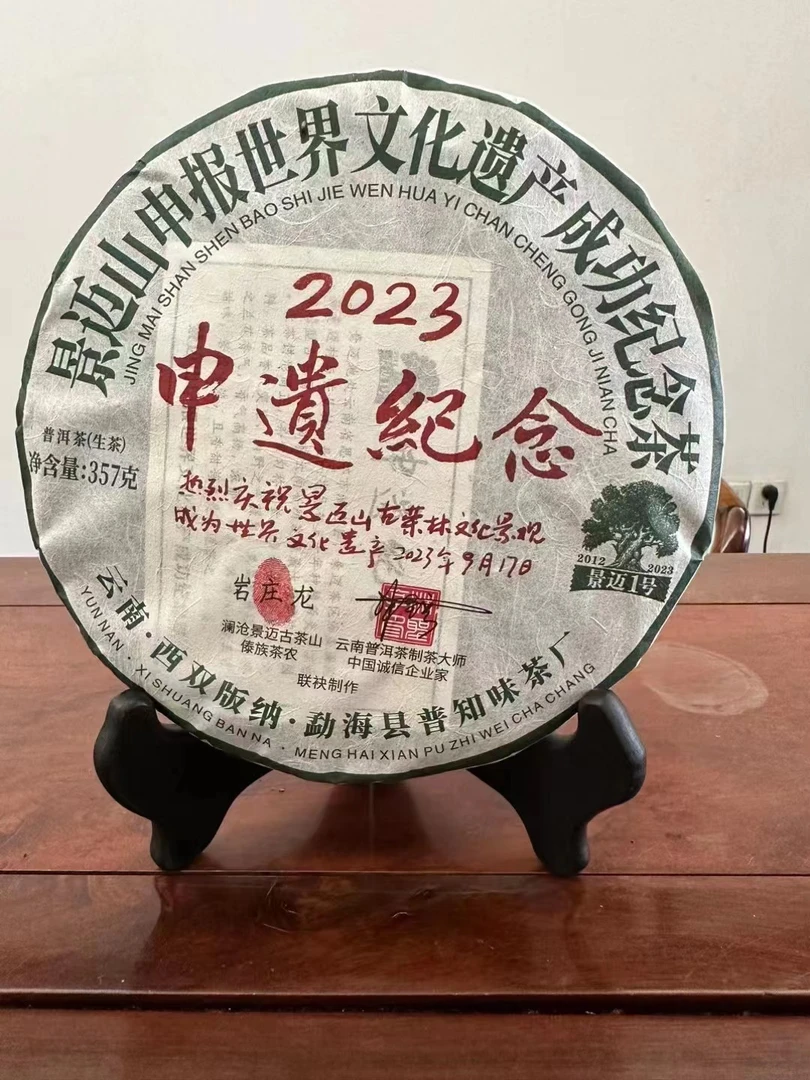 景迈山申报世界文化遗产成功纪念茶
JING MAI SHAN SHEN BAO SHI JIE WEN HUA YI CHAN CHENG GONG JI NIAN CHA
2023
申遺紀念
普洱茶(生茶)
净含量:357克
热烈庆祝景迈山古茶林文化景观
成为世界文化遗产2023年9月17日
2012 2023
景迈1号
岩庄龙
澜沧景迈古茶山
傣族茶农
云南普洱茶制茶大师
中国诚信企业家
联袂制作
云南·西双版纳·勐海县普知味茶厂
YUN NAN · XI SHUANG BAN NA · MENG HAI XIAN PU ZHI WEI CHA CHANG